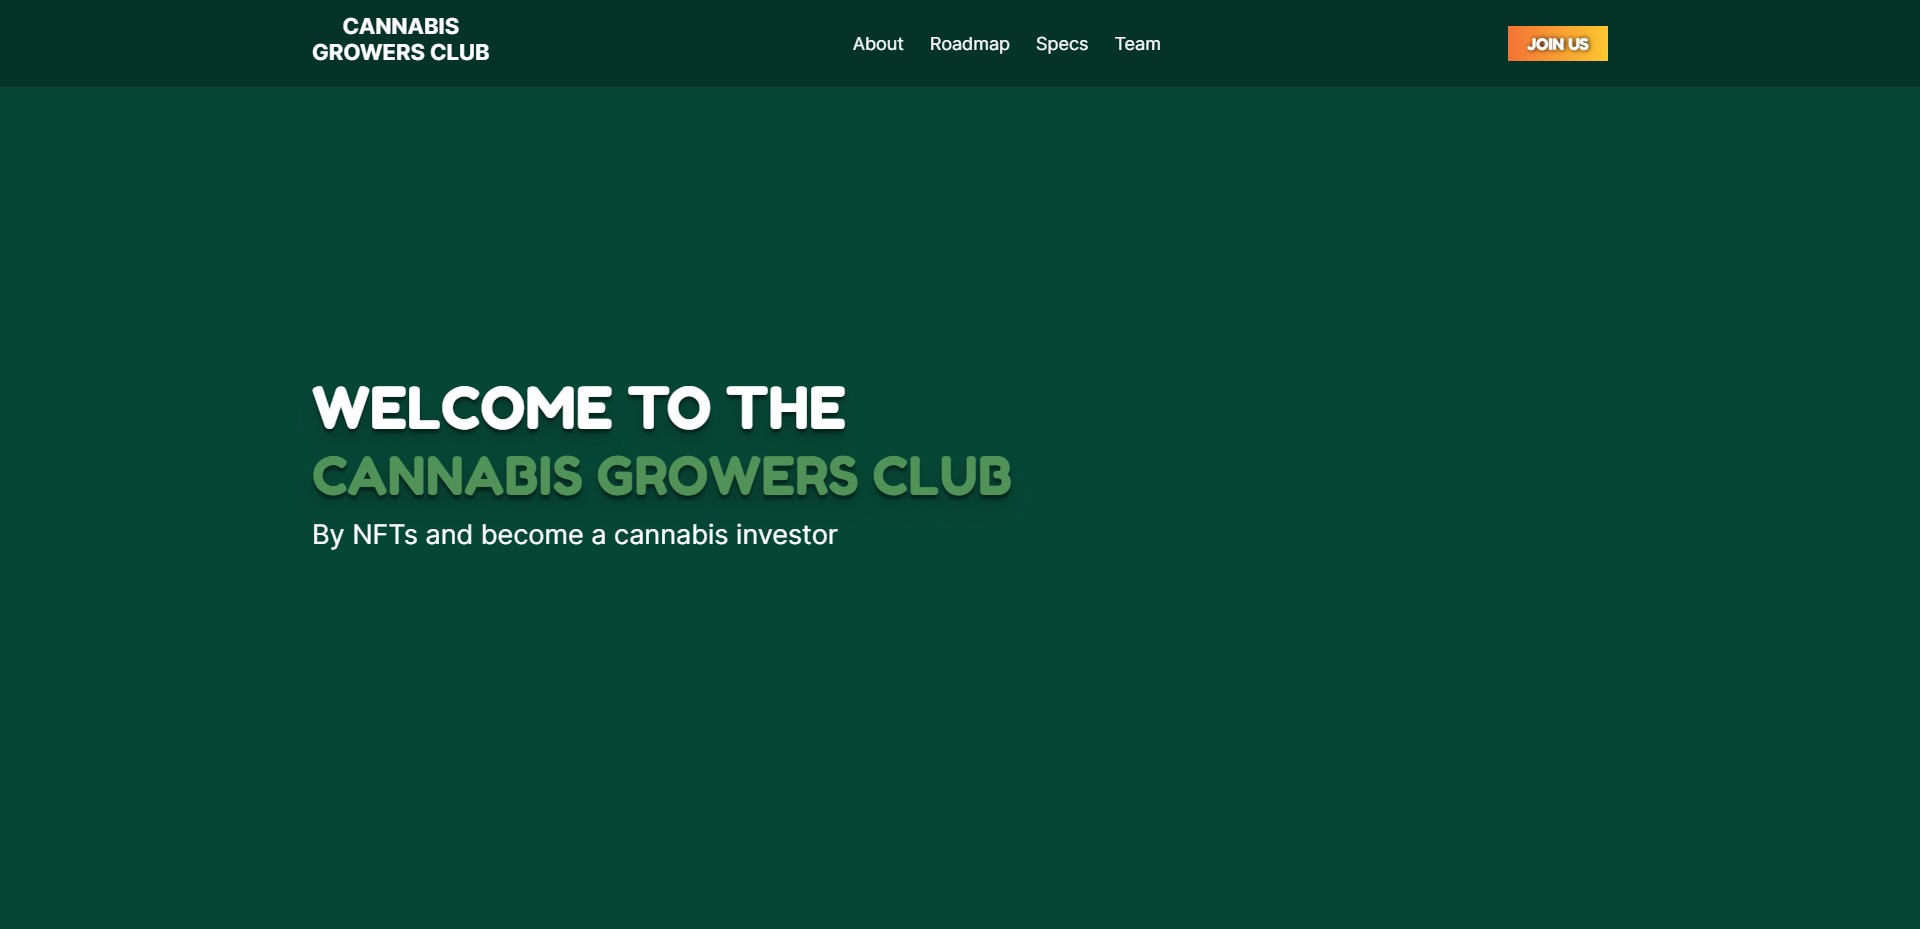 CANNABIS
GROWERS CLUB
About Roadmap Specs Team
JOIN US
WELCOME TO THE
CANNABIS GROWERS CLUB
By NFTs and become a cannabis investor